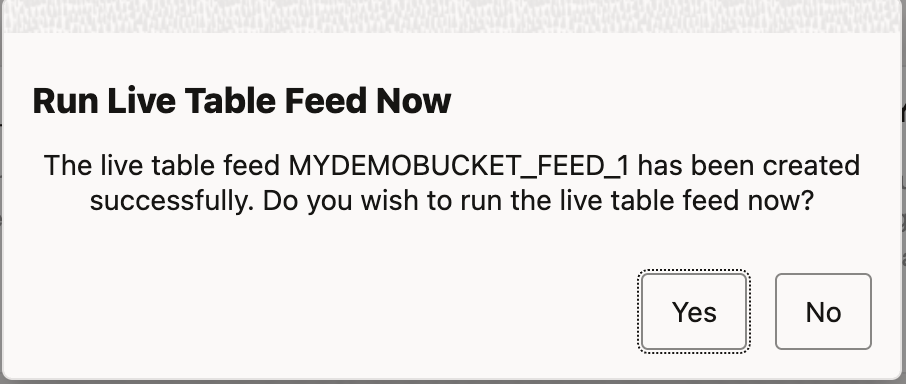 Run Live Table Feed Now
The live table feed MYDEMOBUCKET_FEED_1 has been created
successfully. Do you wish to run the live table feed now?
Yes
No